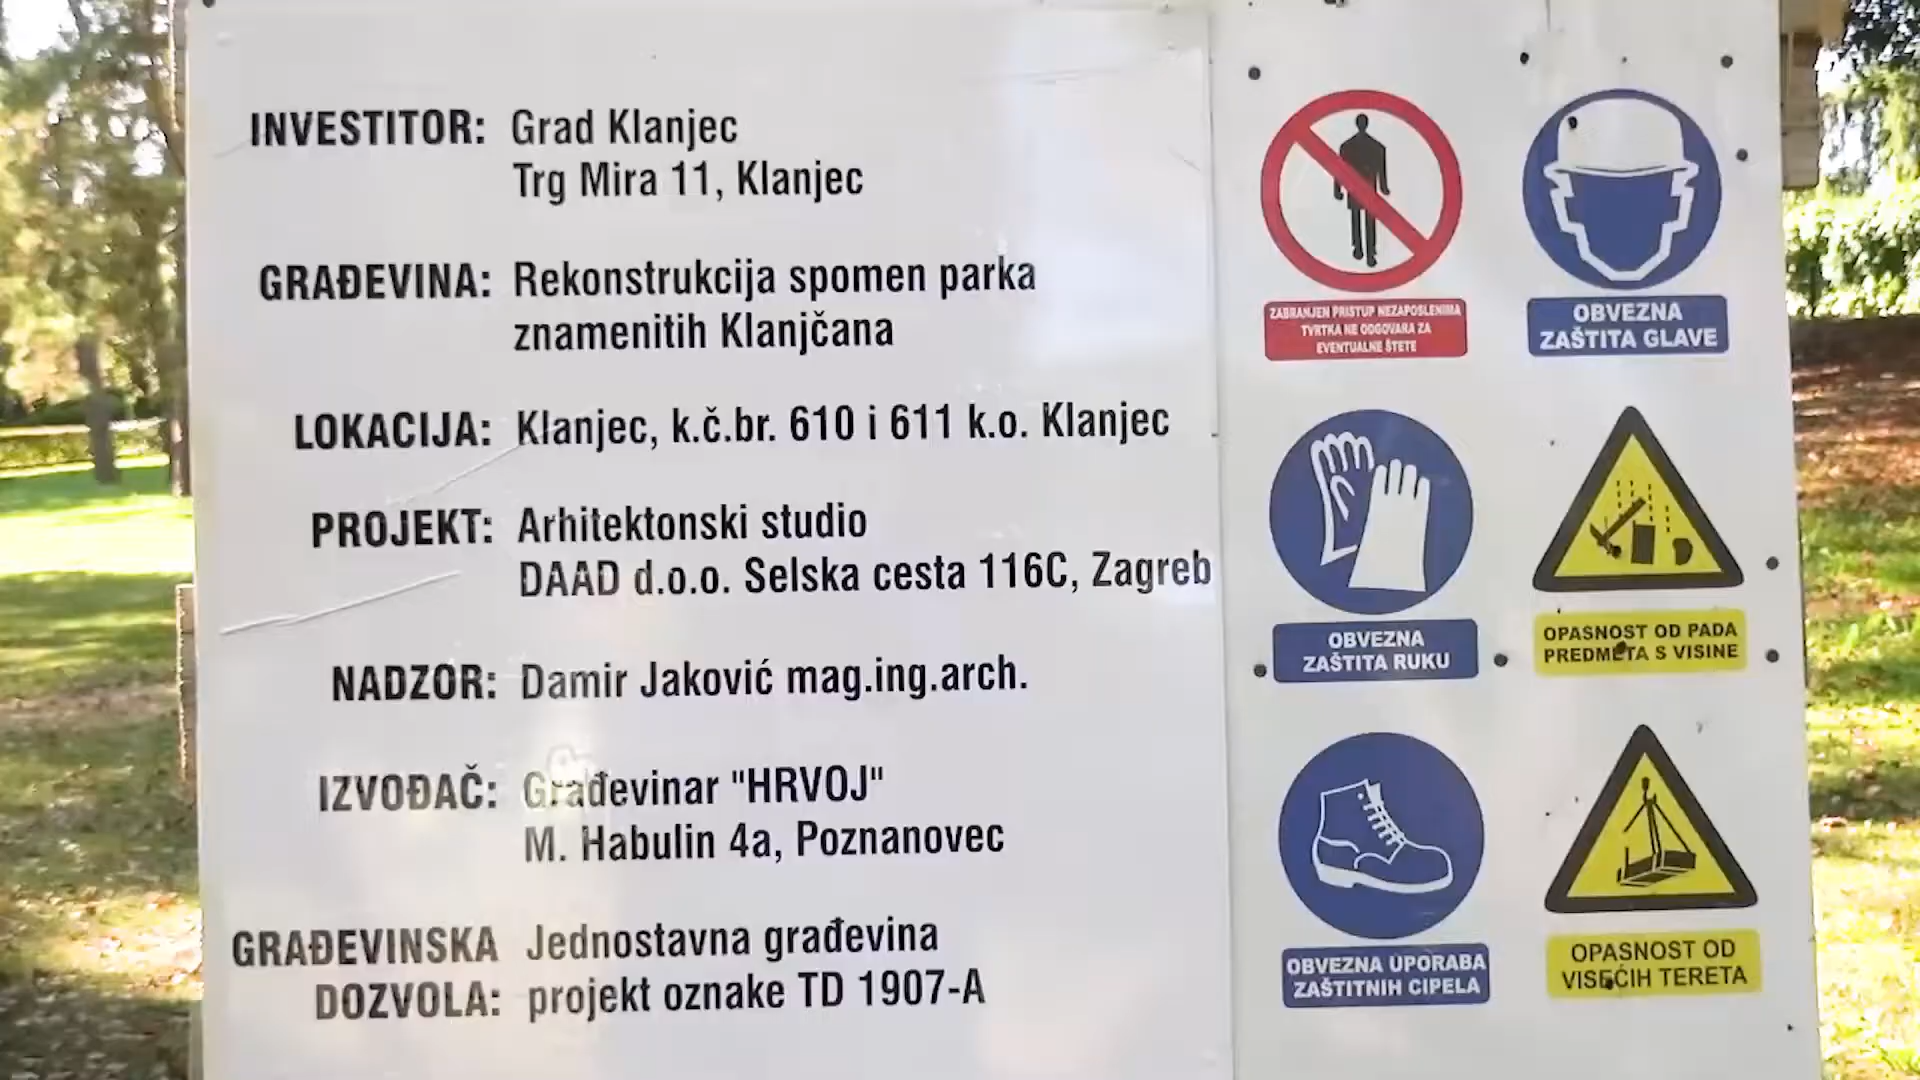 INVESTITOR: Grad Klanjec
Trg Mira 11, Klanjec
GRAĐEVINA: Rekonstrukcija spomen parka
znamenitih Klanjčana
LOKACIJA: Klanjec, k.č.br. 610 i 611 k.o. Klanjec
PROJEKT: Arhitektonski studio
DAAD d.o.o. Selska cesta 116C, Zagreb
NADZOR: Damir Jaković mag.ing.arch.
IZVOĐAČ: Građevinar "HRVOJ"
M. Habulin 4a, Poznanovec
GRAĐEVINSKA Jednostavna građevina
DOZVOLA: projekt oznake TD 1907-A
ZABRANJEN PRISTUP NEZAPOSLENIMA
TVRTKA NE ODGOVARA ZA
EVENTUALNE ŠTETE
OBVEZNA
ZAŠTITA GLAVE
OBVEZNA
ZAŠTITA RUKU
OPASNOST OD PADA
PREDMETA S VISINE
OBVEZNA UPORABA
ZAŠTITNIH CIPELA
OPASNOST OD
VISEĆIH TERETA